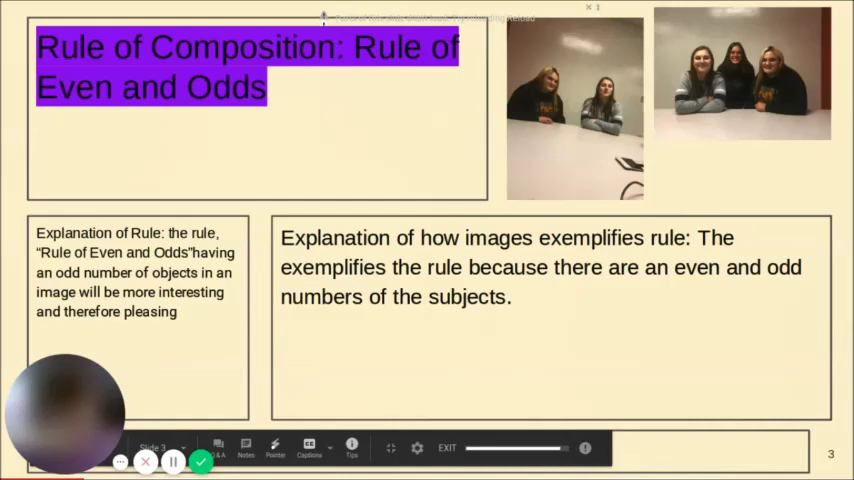 Rule of Composition: Rule of
Even and Odds
Explanation of Rule: the rule,
“Rule of Even and Odds”having
an odd number of objects in an
image will be more interesting
and therefore pleasing
Explanation of how images exemplifies rule: The
exemplifies the rule because there are an even and odd
numbers of the subjects.
Slide 3
Q & A
Notes
Pointer
Captions
Tips
EXIT
3